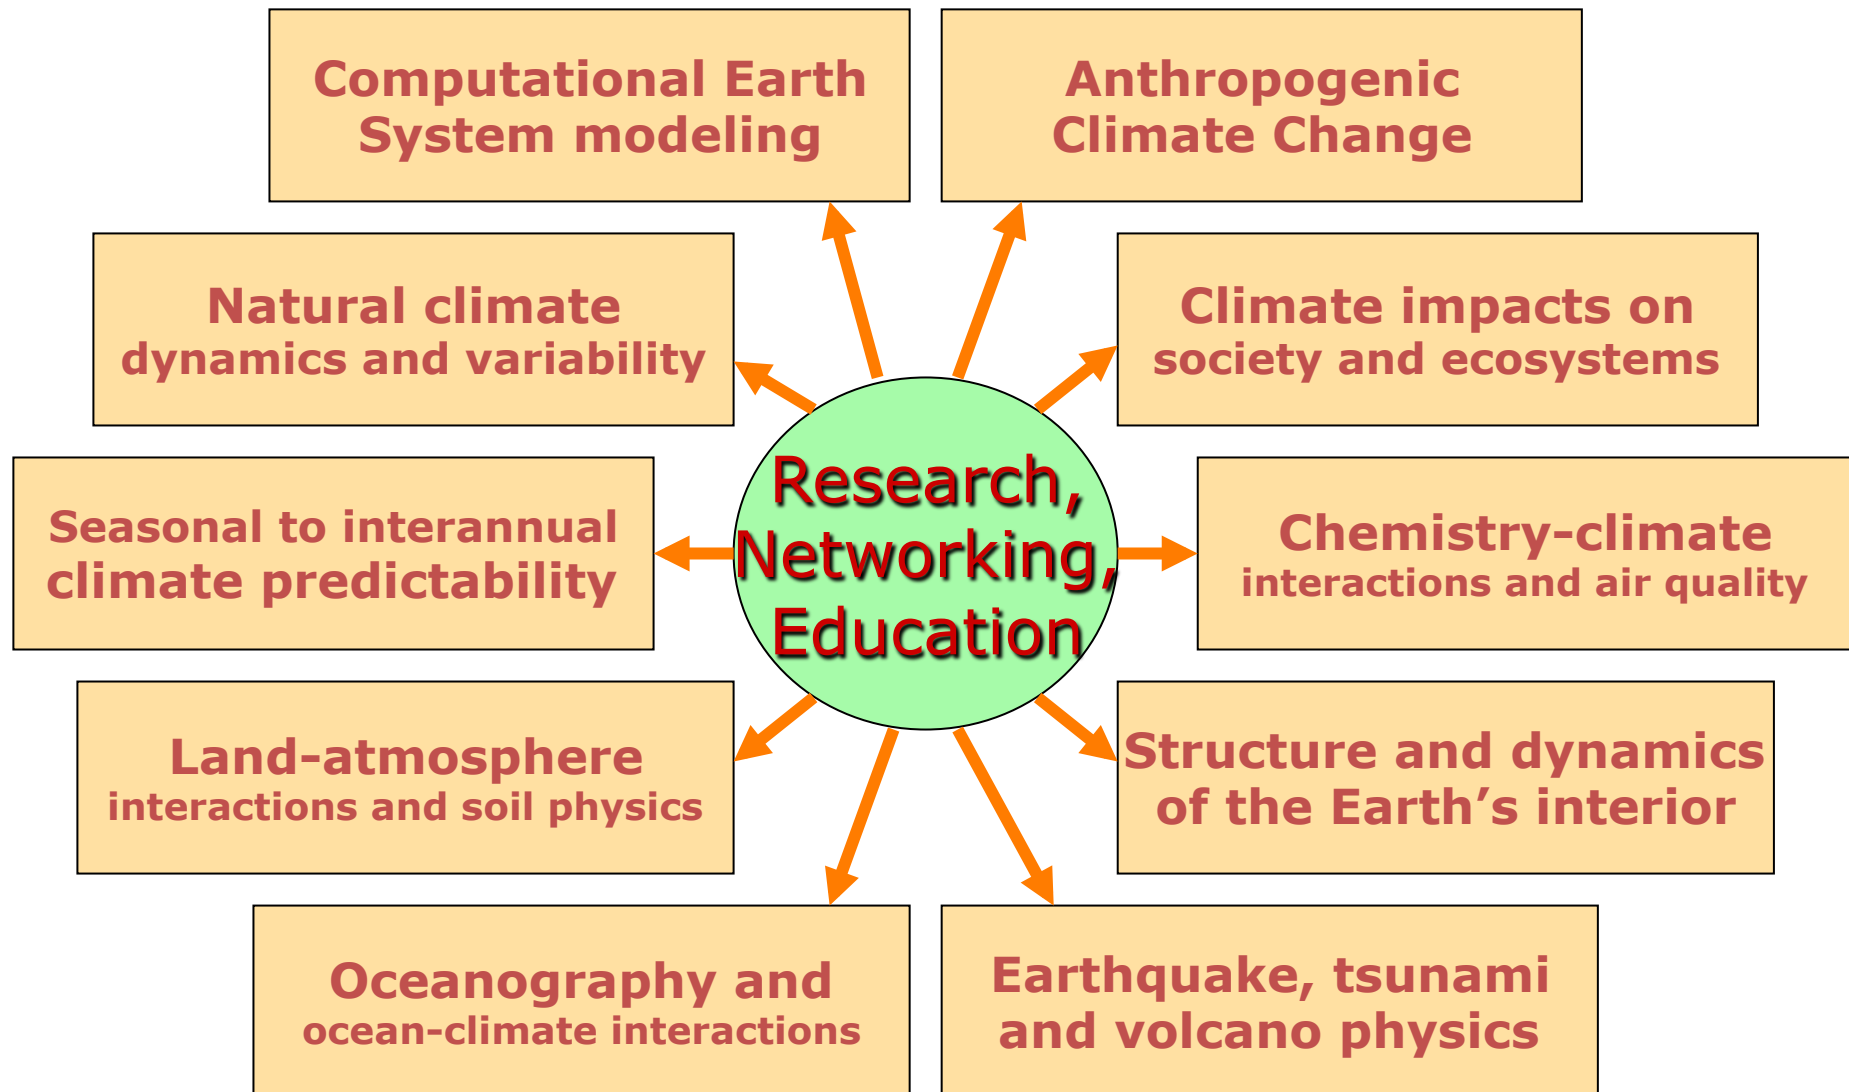 Computational Earth
System modeling
Anthropogenic
Climate Change
Natural climate
dynamics and variability
Climate impacts on
society and ecosystems
Seasonal to interannual
climate predictability
Research,
Networking,
Education
Chemistry-climate
interactions and air quality
Land-atmosphere
interactions and soil physics
Structure and dynamics
of the Earth’s interior
Oceanography and
ocean-climate interactions
Earthquake, tsunami
and volcano physics